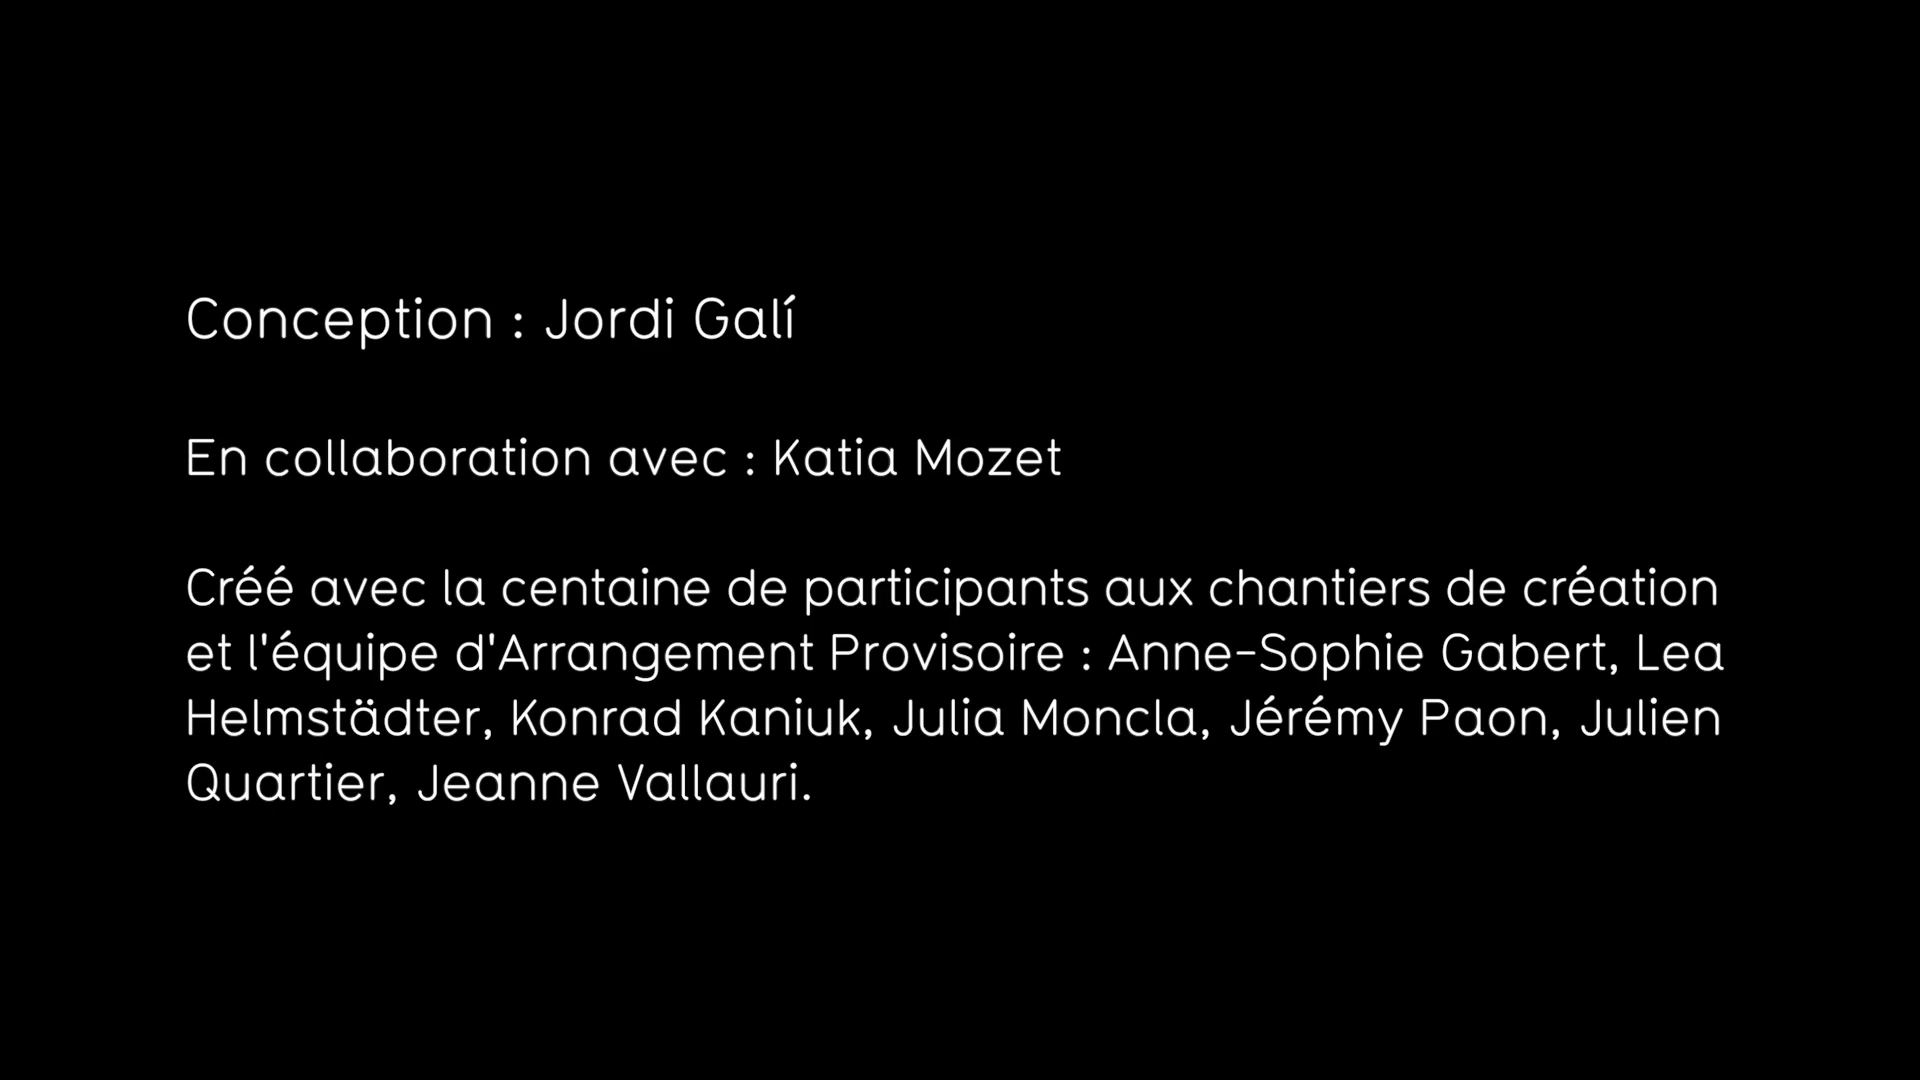 Conception : Jordi Galí
En collaboration avec : Katia Mozet
Créé avec la centaine de participants aux chantiers de création
et l'équipe d'Arrangement Provisoire : Anne-Sophie Gabert, Lea
Helmstädter, Konrad Kaniuk, Julia Moncla, Jérémy Paon, Julien
Quartier, Jeanne Vallauri.